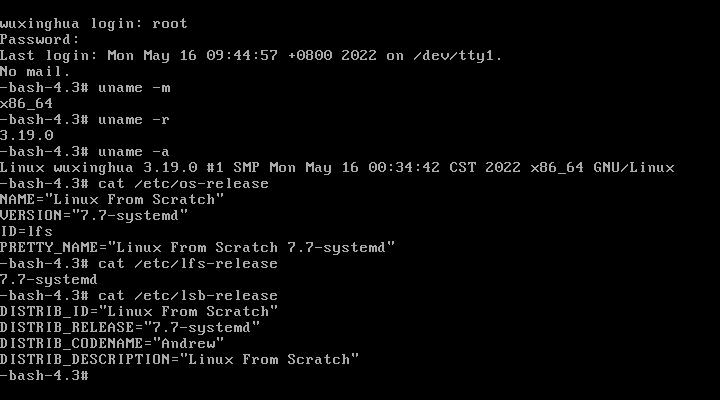 wuxinghua login: root
Password:
Last login: Mon May 16 09:44:57 +0800 2022 on /dev/tty1.
No mail.
-bash-4.3# uname -m
x86_64
-bash-4.3# uname -r
3.19.0
-bash-4.3# uname -a
Linux wuxinghua 3.19.0 #1 SMP Mon May 16 00:34:42 CST 2022 x86_64 GNU/Linux
-bash-4.3# cat /etc/os-release
NAME="Linux From Scratch"
VERSION="7.7-systemd"
ID=lfs
PRETTY_NAME="Linux From Scratch 7.7-systemd"
-bash-4.3# cat /etc/lfs-release
7.7-systemd
-bash-4.3# cat /etc/lsb-release
DISTRIB_ID="Linux From Scratch"
DISTRIB_RELEASE="7.7-systemd"
DISTRIB_CODENAME="Andrew"
DISTRIB_DESCRIPTION="Linux From Scratch"
-bash-4.3#